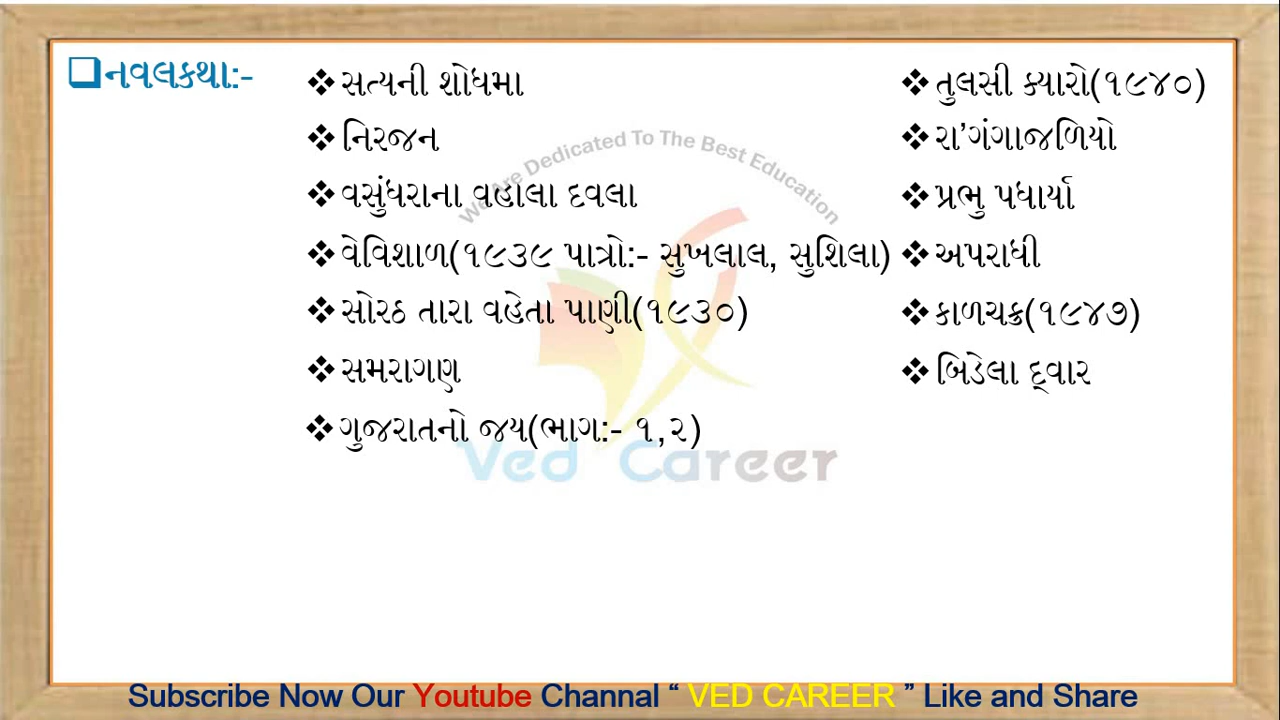 નવલકથા:-
❖ સત્યની શોધમા
❖ નિરજન
❖ વસુંધરાના વહાલા દવલા
❖ વેવિશાળ(૧૯૩૯ પાત્રો:- સુખલાલ, સુશિલા)
❖ સોરઠ તારા વહેતા પાણી(૧૯૩૦)
❖ સમરાગણ
❖ ગુજરાતનો જય(ભાગ:- ૧,૨)
❖ તુલસી ક્યારો(૧૯૪૦)
❖ રા'ગંગાજળિયો
❖ પ્રભુ પધાર્યા
❖ અપરાધી
❖ કાળચક્ર(૧૯૪૭)
❖ બિડેલા દ્‌વાર
We Are Dedicated To The Best Education
Ved Career
Subscribe Now Our Youtube Channal “ VED CAREER ” Like and Share